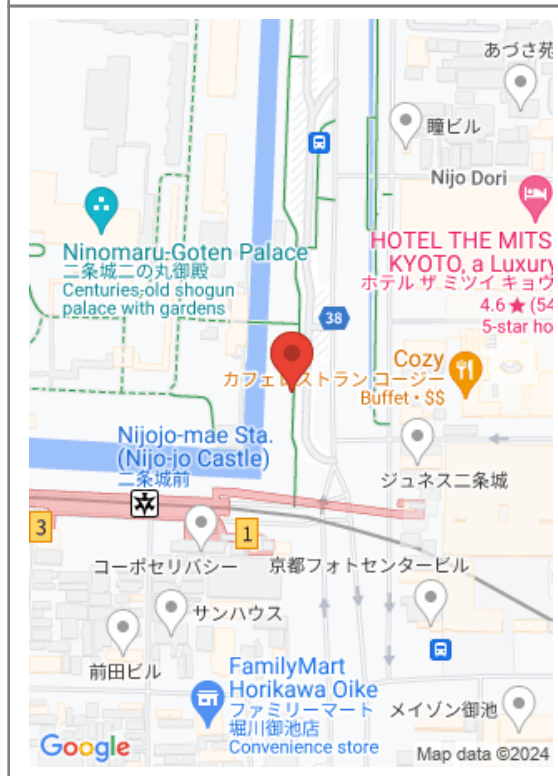 あづさ苑
瞳ビル
Nijo Dori
Ninomaru-Goten Palace
二条城二の丸御殿
Centuries-old shogun
palace with gardens
HOTEL THE MITS
KYOTO, a Luxury
ホテル ザ ミツイ キョウ
4.6★(54
5-star ho
38
Cozy
カフェレストラン コージー
Buffet • $$
Nijojo-mae Sta.
(Nijo-jo Castle)
二条城前
ジュネス二条城
3
1
コーポセリバシー
京都フォトセンタービル
サンハウス
前田ビル
FamilyMart
Horikawa Oike
ファミリーマート
堀川御池店
Convenience store
メイゾン御池
Google
Map data ©2024